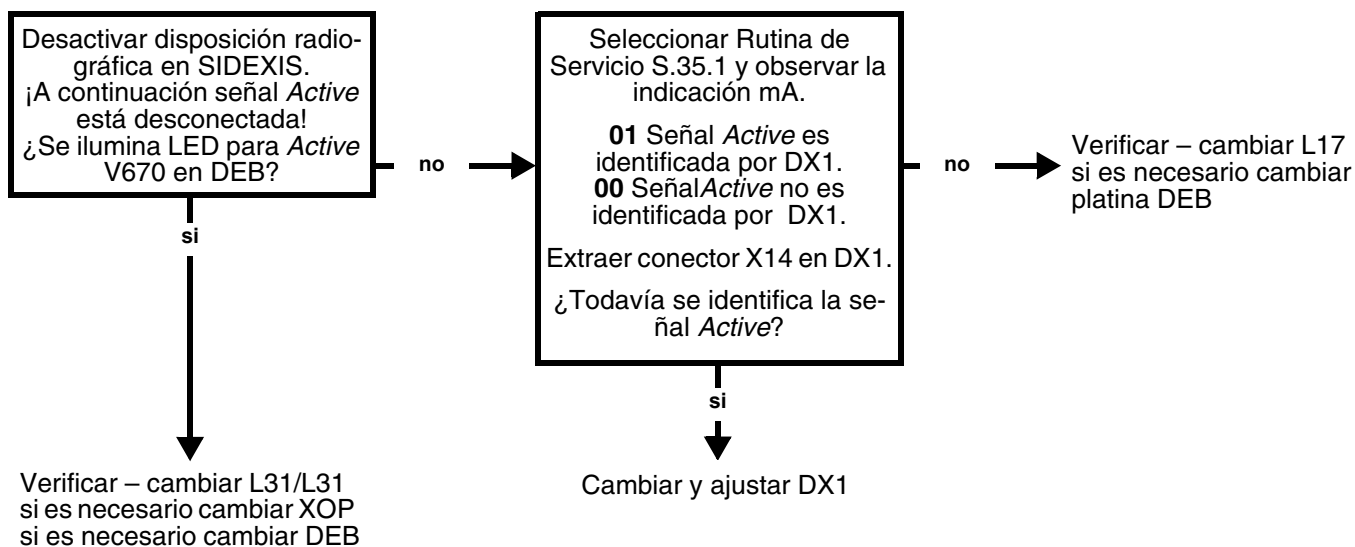 Desactivar disposición radio-
gráfica en SIDEXIS.
¡A continuación señal Active
está desconectada!
¿Se ilumina LED para Active
V670 en DEB?
no
si
Verificar – cambiar L31/L31
si es necesario cambiar XOP
si es necesario cambiar DEB
Seleccionar Rutina de
Servicio S.35.1 y observar la
indicación mA.
01 Señal Active es
identificada por DX1.
00 SeñalActive no es
identificada por DX1.
Extraer conector X14 en DX1.
¿Todavía se identifica la se-
ñal Active?
no
si
Cambiar y ajustar DX1
Verificar – cambiar L17
si es necesario cambiar
platina DEB